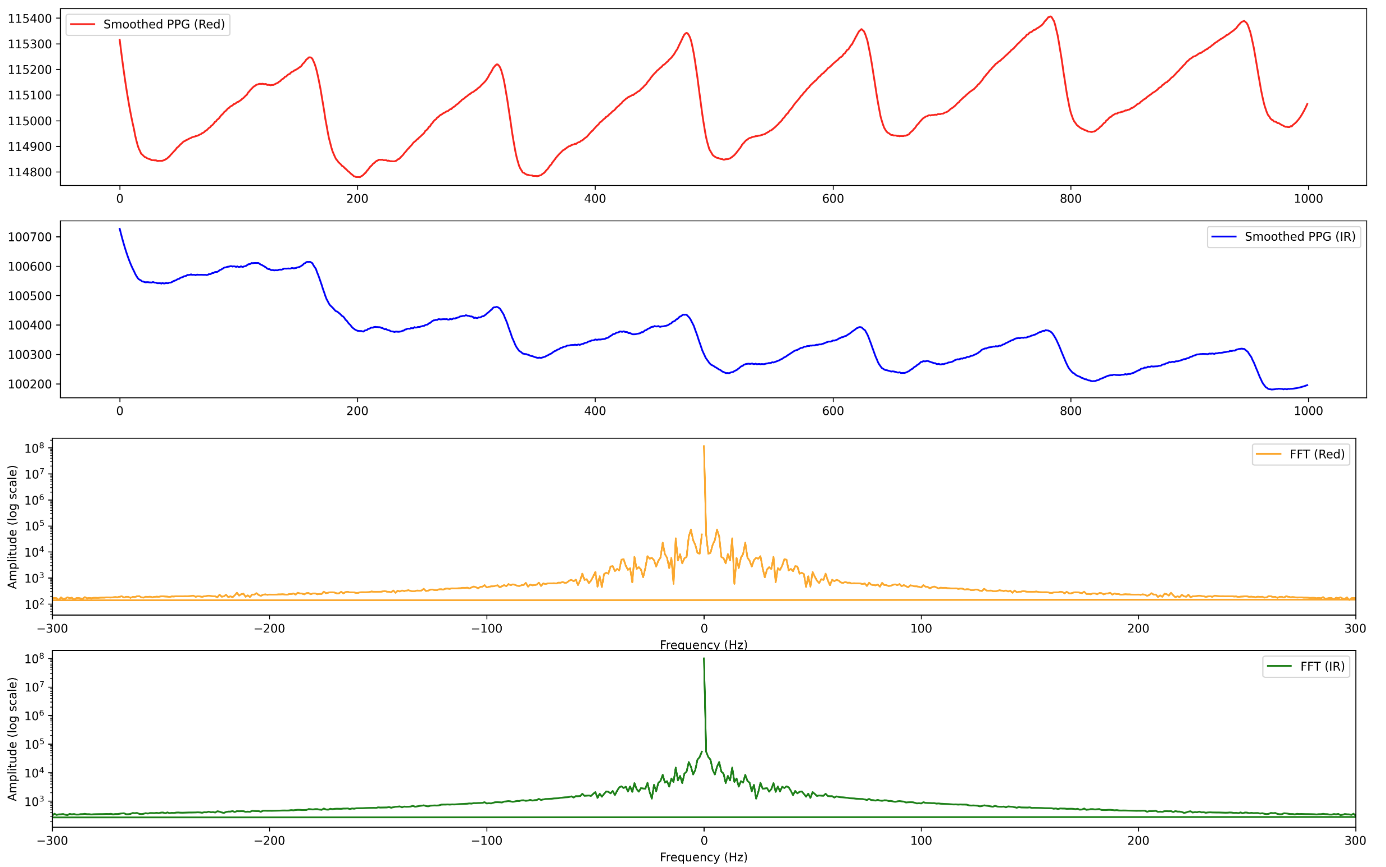 115400
115300
115200
115100
115000
114900
114800
Smoothed PPG (Red)
0 200 400 600 800 1000
100700
100600
100500
100400
100300
100200
Smoothed PPG (IR)
0 200 400 600 800 1000
Amplitude (log scale)
10⁸
10⁷
10⁶
10⁵
10⁴
10³
10²
FFT (Red)
−300 −200 −100 0 100 200 300
Frequency (Hz)
Amplitude (log scale)
10⁸
10⁷
10⁶
10⁵
10⁴
10³
FFT (IR)
−300 −200 −100 0 100 200 300
Frequency (Hz)